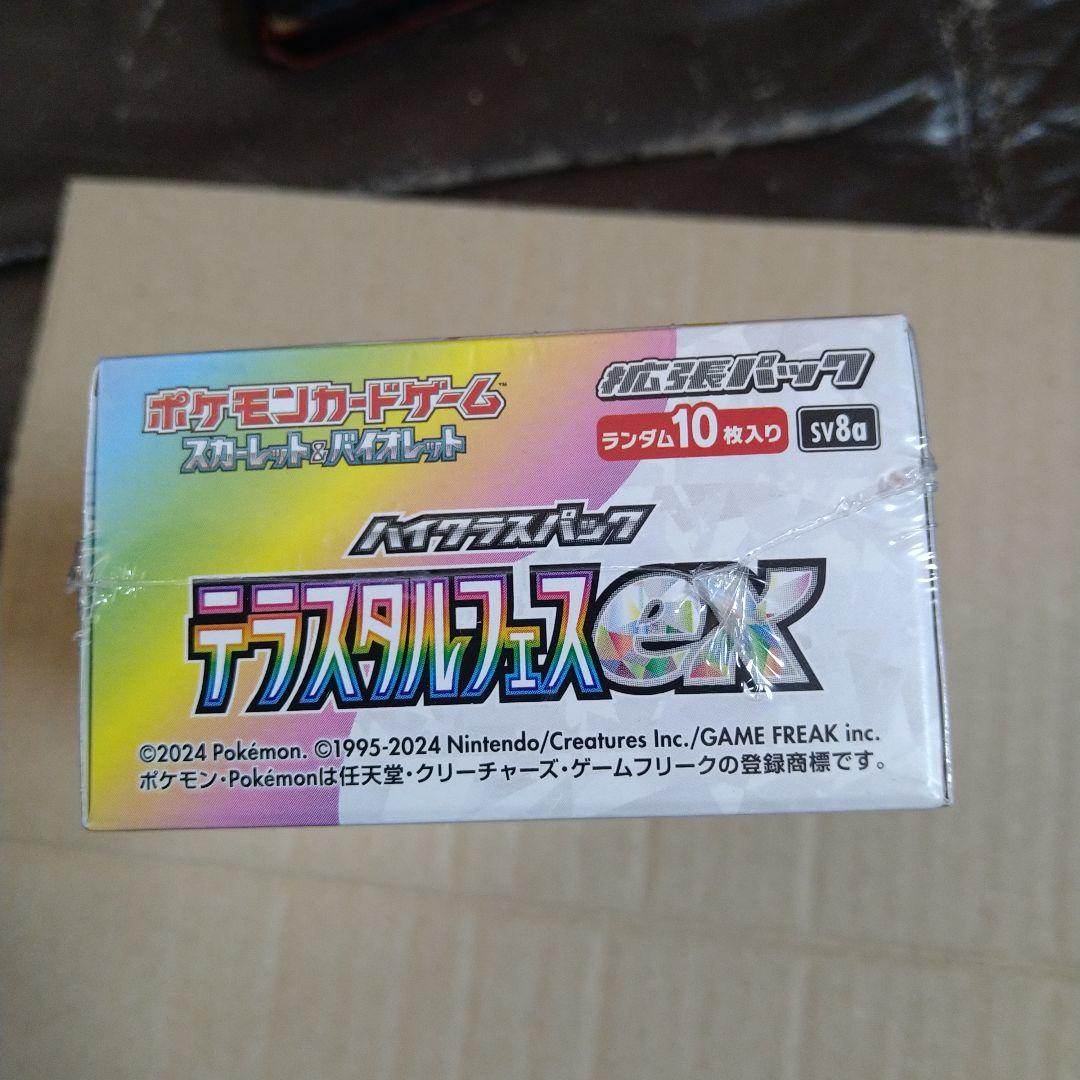 ポケモンカードゲーム™
スカーレット&バイオレット
拡張パック
ランダム10枚入り
sv8a
ハイクラスパック
テラスタルフェスex
©2024 Pokémon. ©1995-2024 Nintendo/Creatures Inc./GAME FREAK inc.
ポケモン・Pokémonは任天堂・クリーチャーズ・ゲームフリークの登録商標です。